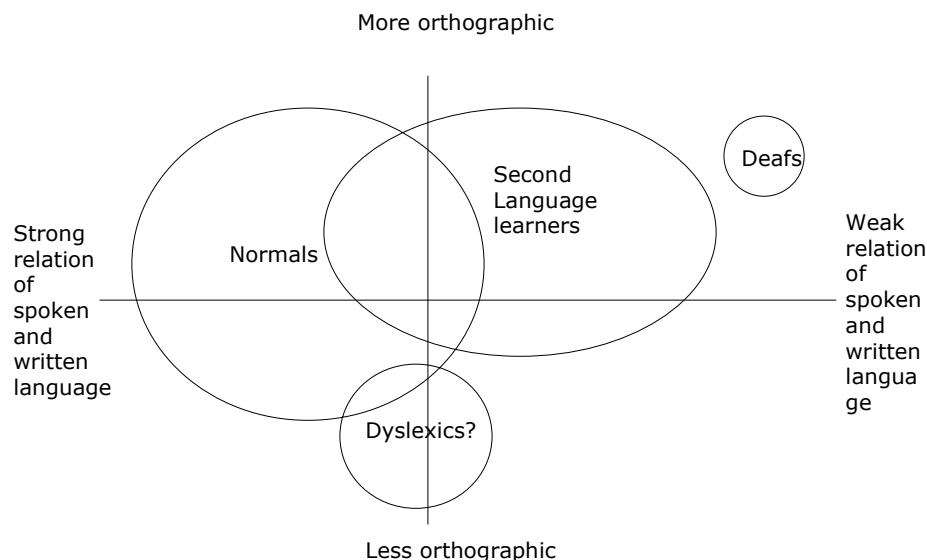 More orthographic
Deafs
Second
Language
learners
Normals
Strong
relation
of
spoken
and
written
language
Weak
relation
of
spoken
and
written
langua
ge
Dyslexics?
Less orthographic